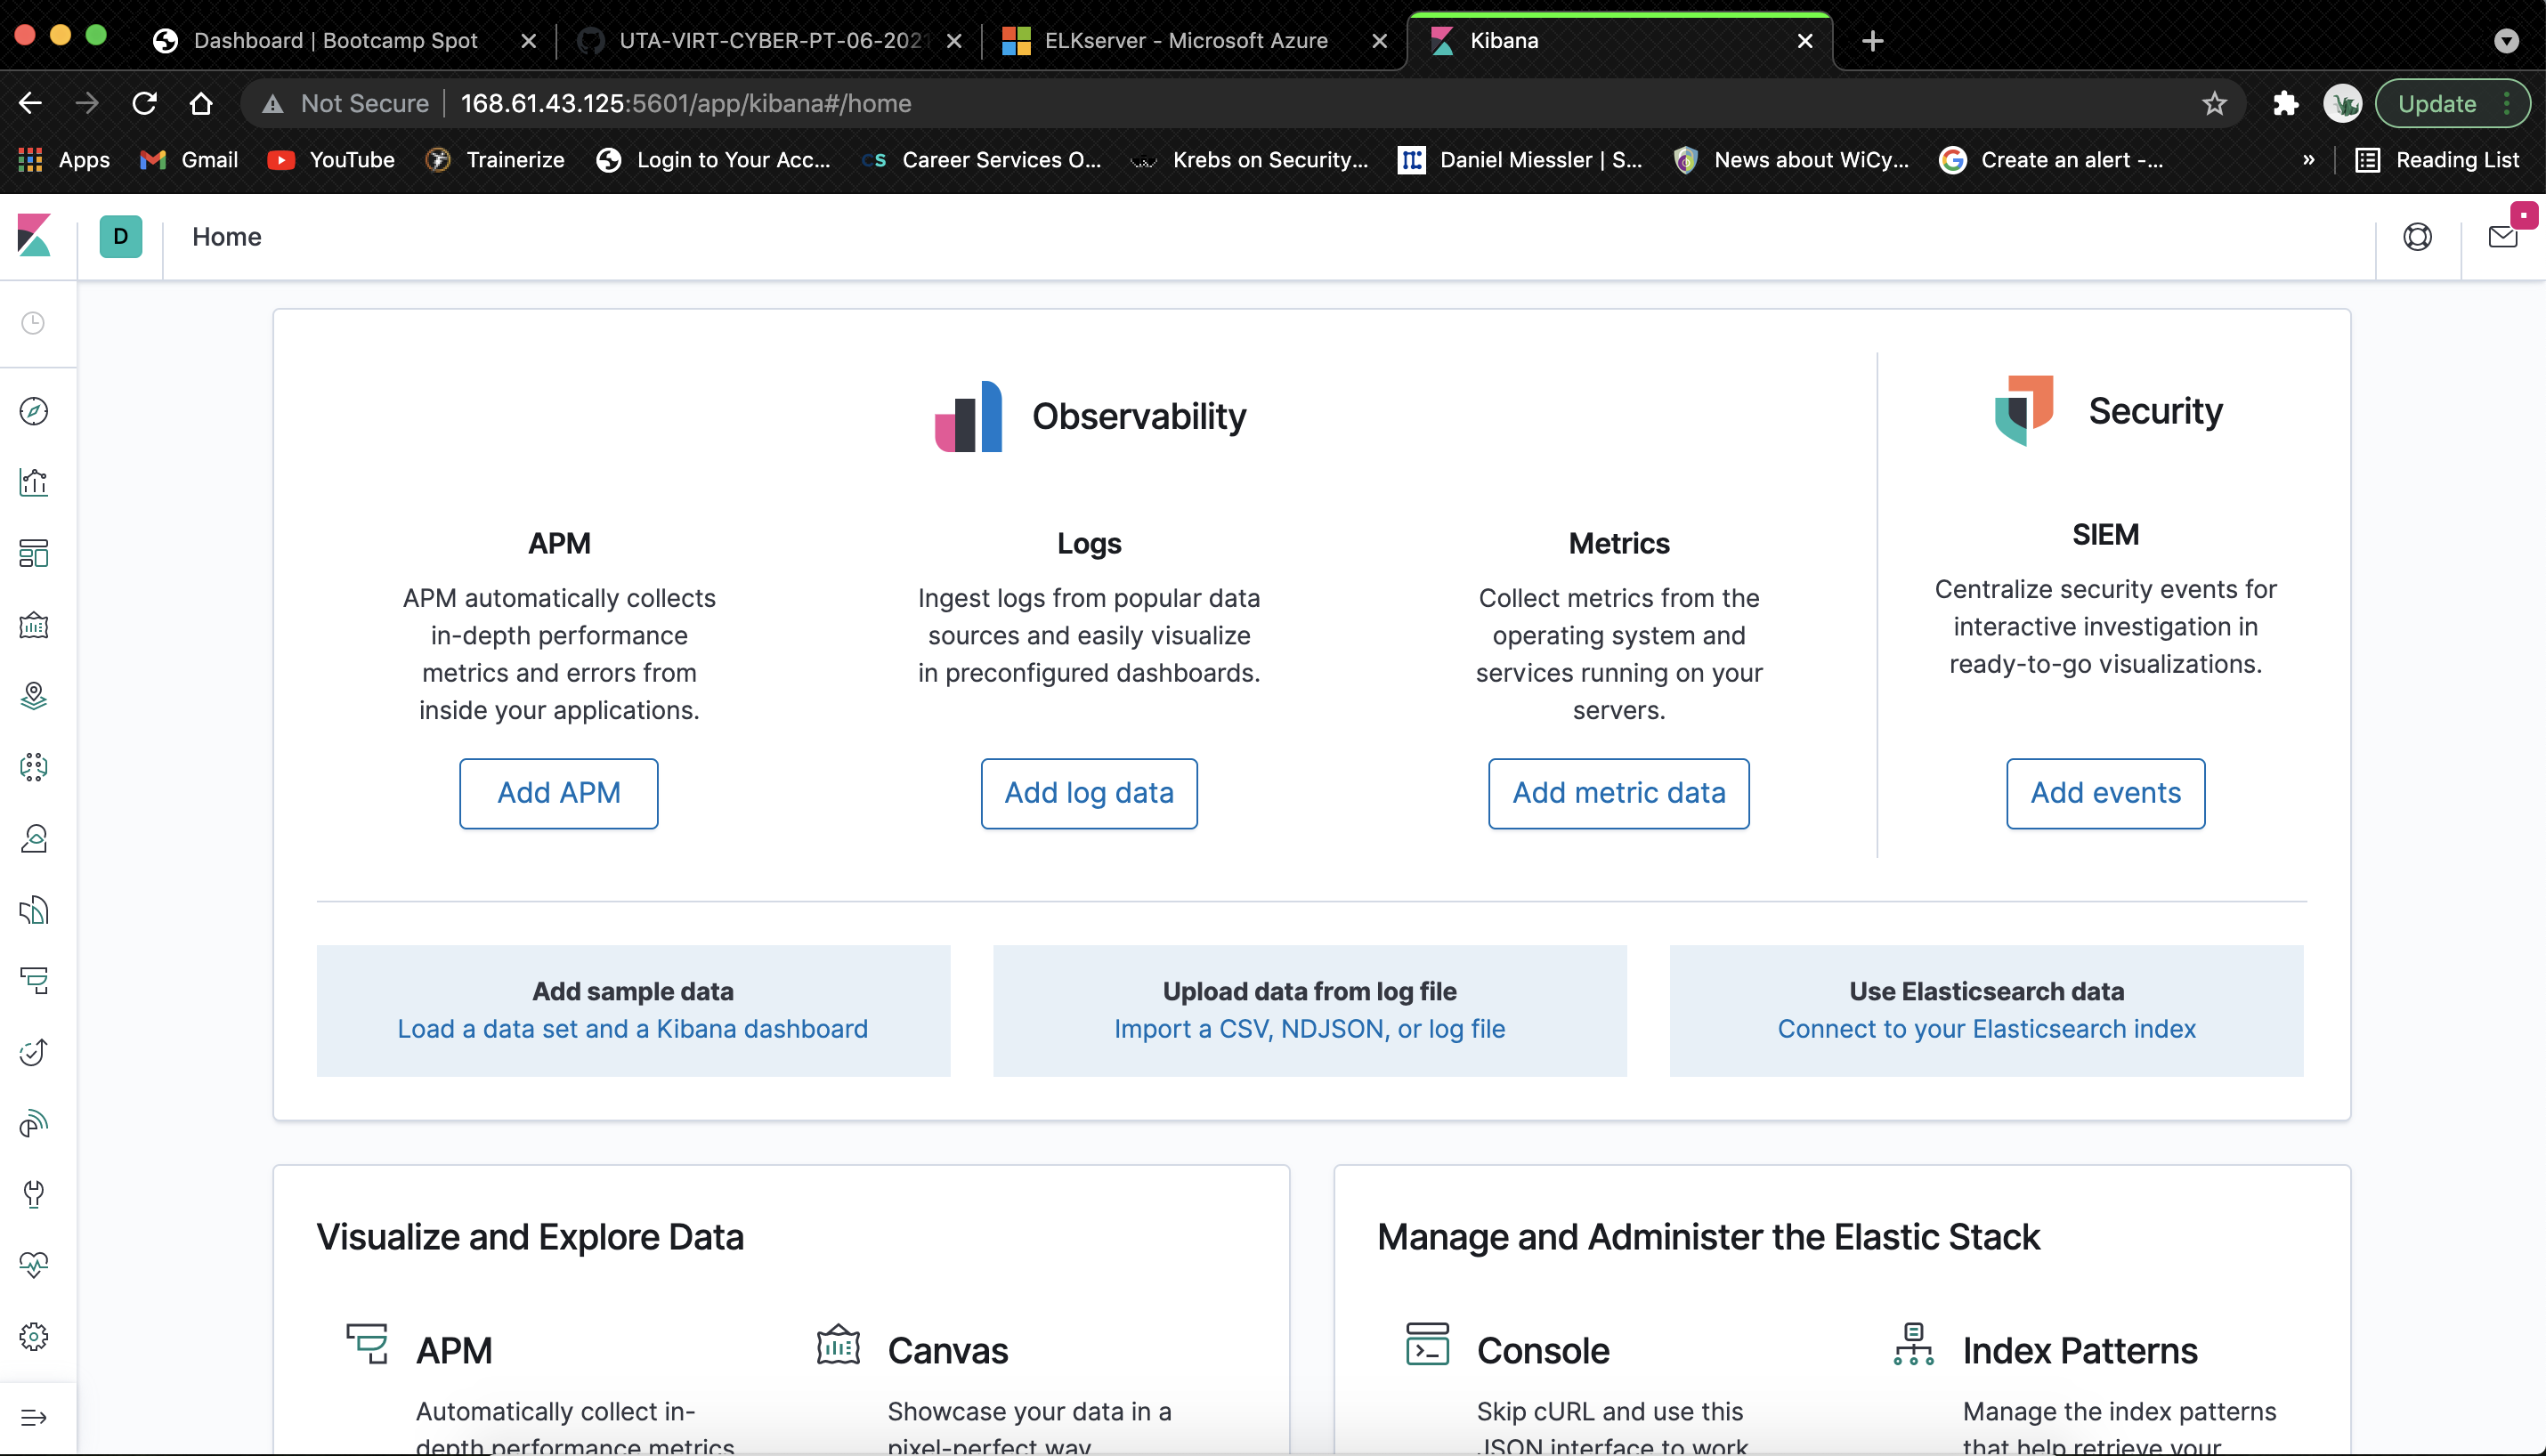 Dashboard | Bootcamp Spot
UTA-VIRT-CYBER-PT-06-2021
ELKserver - Microsoft Azure
Kibana
Not Secure
168.61.43.125:5601/app/kibana#/home
Update
Apps
Gmail
YouTube
Trainerize
Login to Your Acc...
CS
Career Services O...
Krebs on Security...
Daniel Miessler | S...
News about WiCy...
Create an alert -...
»
Reading List
D
Home
Observability
Security
APM
APM automatically collects
in-depth performance
metrics and errors from
inside your applications.
Add APM
Logs
Ingest logs from popular data
sources and easily visualize
in preconfigured dashboards.
Add log data
Metrics
Collect metrics from the
operating system and
services running on your
servers.
Add metric data
SIEM
Centralize security events for
interactive investigation in
ready-to-go visualizations.
Add events
Add sample data
Load a data set and a Kibana dashboard
Upload data from log file
Import a CSV, NDJSON, or log file
Use Elasticsearch data
Connect to your Elasticsearch index
Visualize and Explore Data
APM
Automatically collect in-
depth performance metrics
Canvas
Showcase your data in a
pixel-perfect way.
Manage and Administer the Elastic Stack
Console
Skip cURL and use this
JSON interface to work
Index Patterns
Manage the index patterns
that help retrieve your